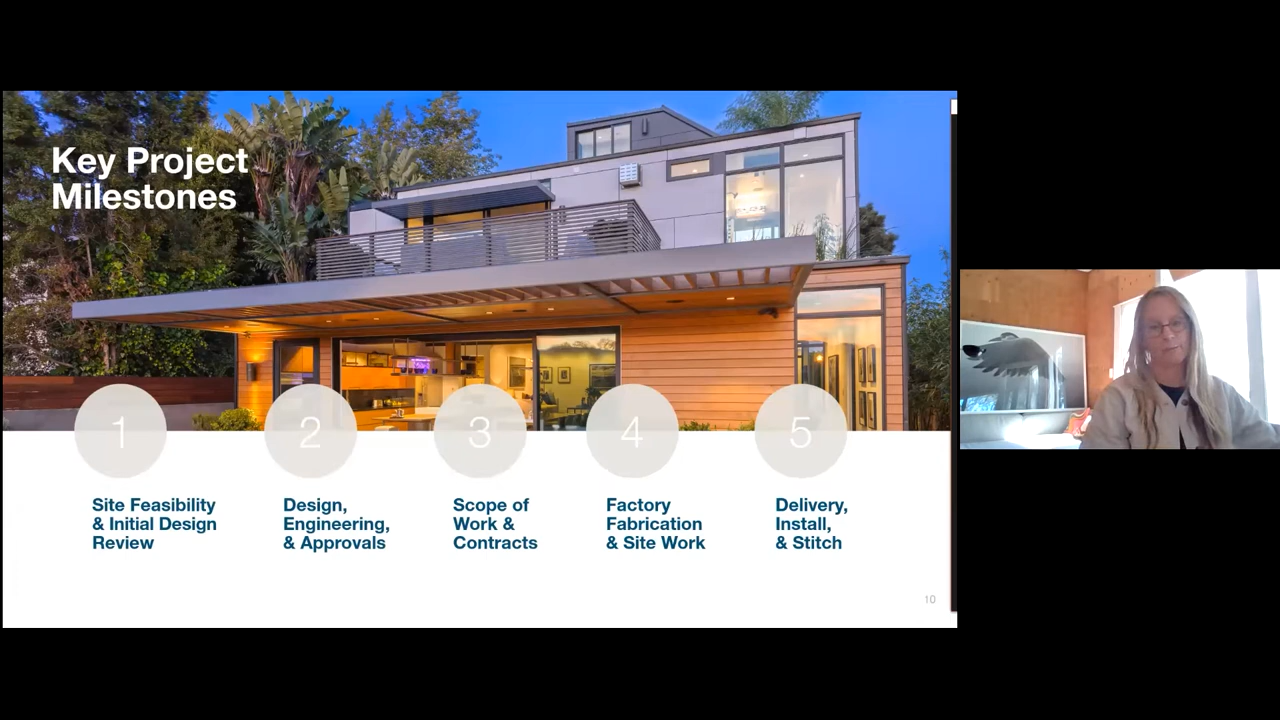 Key Project
Milestones
1
2
3
4
5
Site Feasibility
& Initial Design
Review
Design,
Engineering,
& Approvals
Scope of
Work &
Contracts
Factory
Fabrication
& Site Work
Delivery,
Install,
& Stitch
10